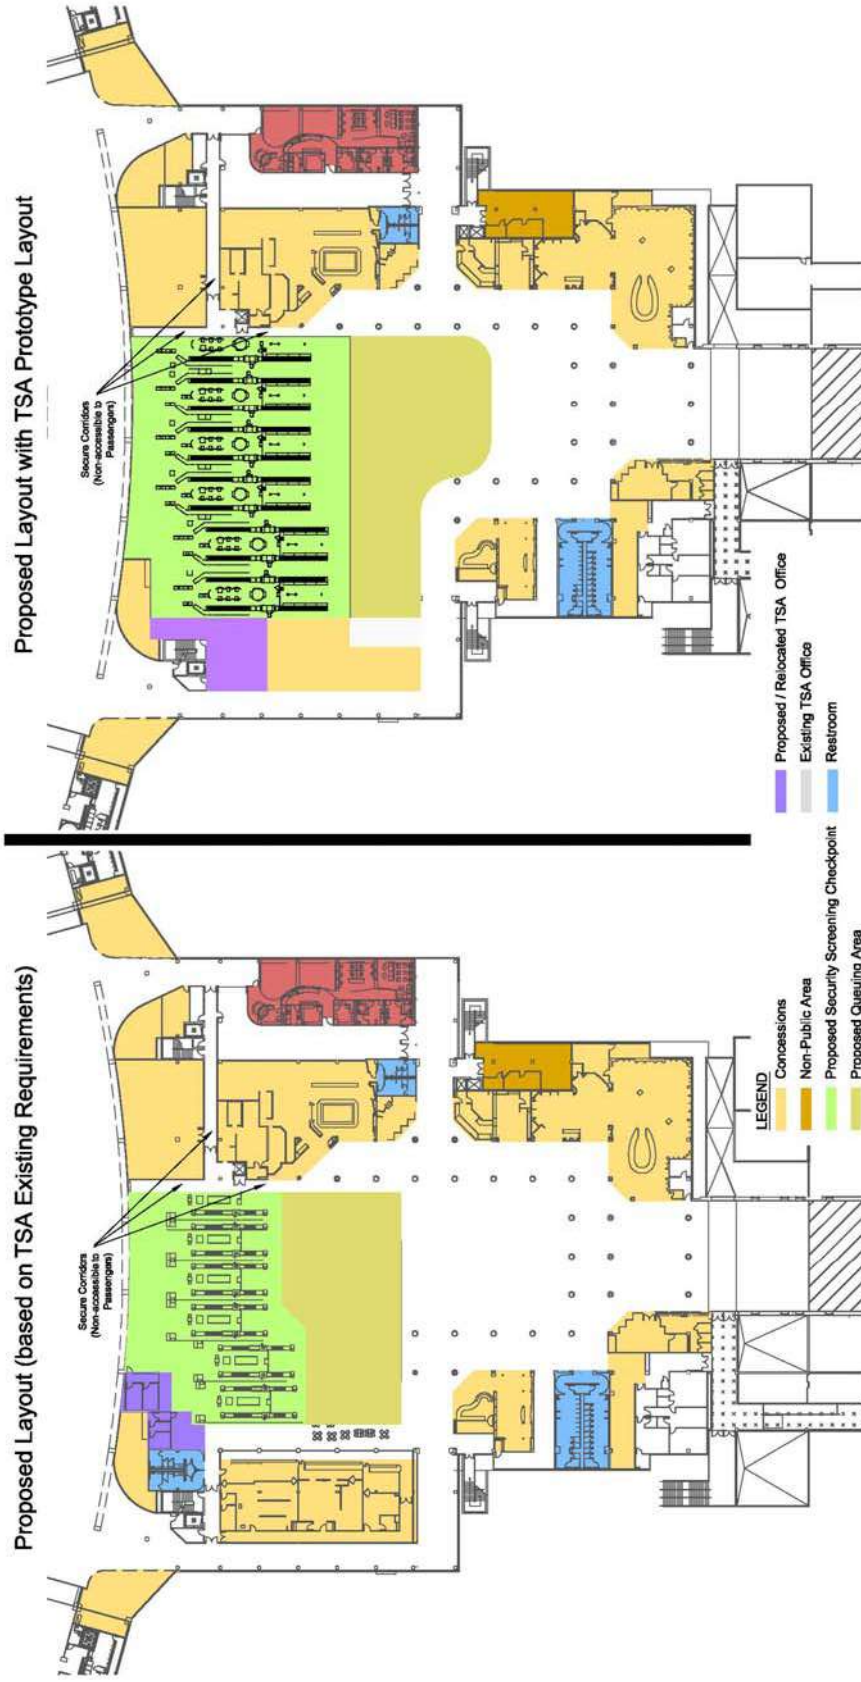 Proposed Layout (based on TSA Existing Requirements)
Secure Corridors
(Non-accessible to
Passengers)
Proposed Layout with TSA Prototype Layout
Secure Corridors
(Non-accessible to
Passengers)
LEGEND
Concessions
Non-Public Area
Proposed Security Screening Checkpoint
Proposed Queuing Area
Proposed / Relocated TSA Office
Existing TSA Office
Restroom